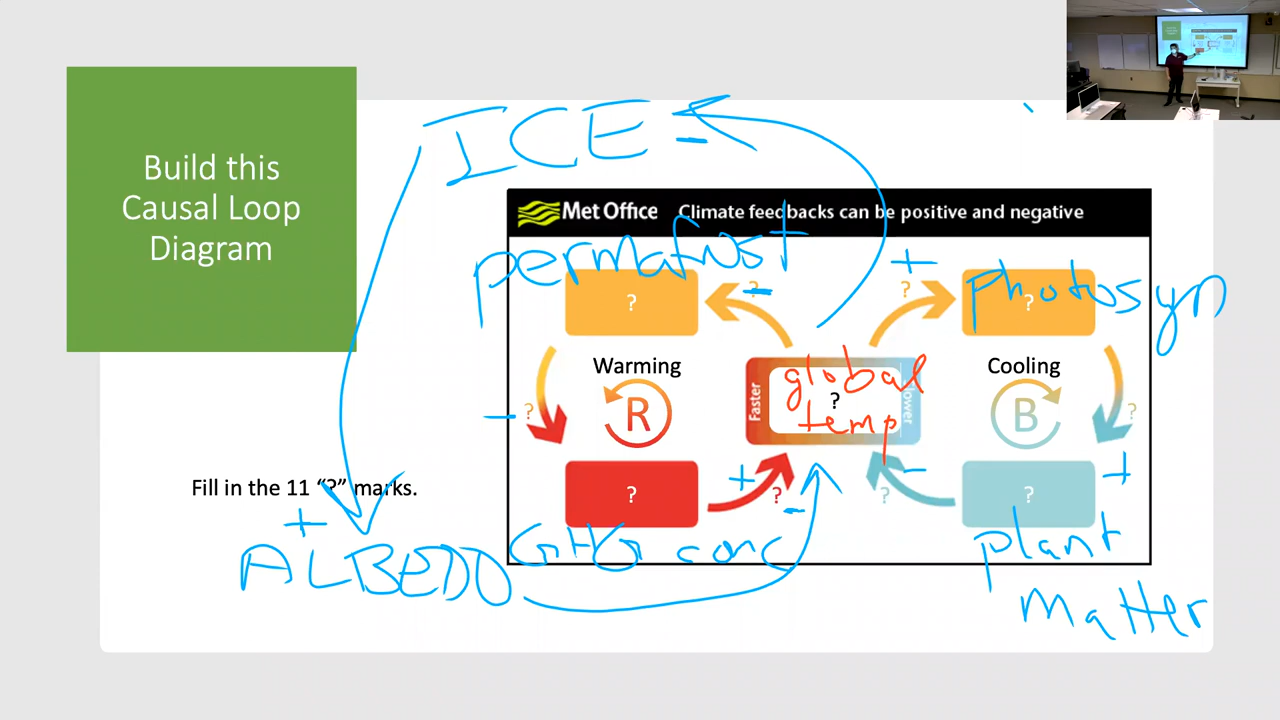 Build this
Causal Loop
Diagram
ICE
-
Met Office Climate feedbacks can be positive and negative
permafrost
?
?
-
+
?
photosyn
?
Warming
Cooling
Faster
global
?
temp
Slower
R
B
-
?
?
Fill in the 11 "?" marks.
?
+
?
-
-
?
?
+
+
ALBEDO
GHG conc
plant
matter